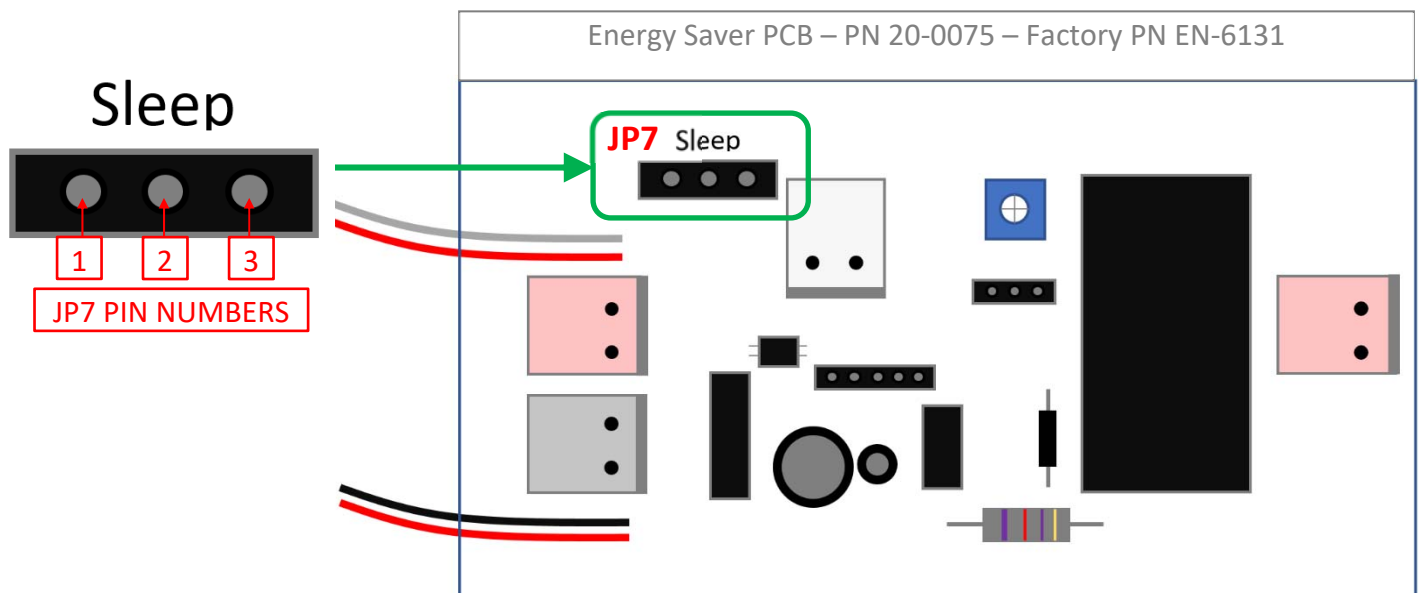 Energy Saver PCB – PN 20-0075 – Factory PN EN-6131
Sleep
1 2 3
JP7 PIN NUMBERS
JP7 Sleep